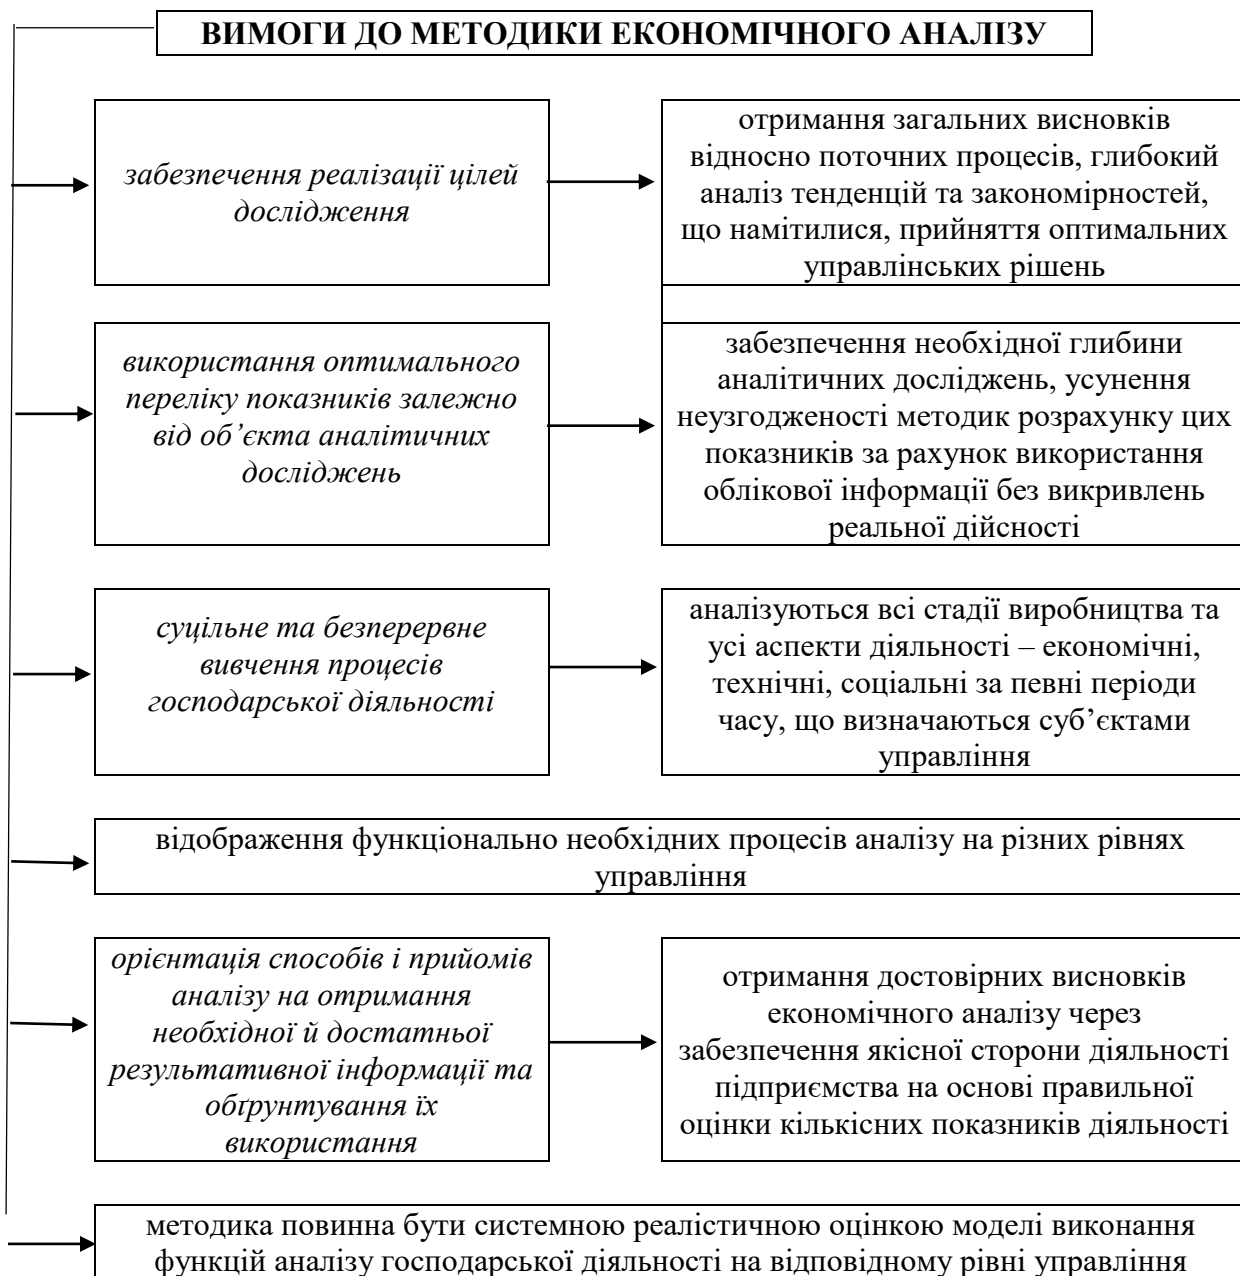 ВИМОГИ ДО МЕТОДИКИ ЕКОНОМІЧНОГО АНАЛІЗУ
забезпечення реалізації цілей
дослідження
отримання загальних висновків
відносно поточних процесів, глибокий
аналіз тенденцій та закономірностей,
що намітилися, прийняття оптимальних
управлінських рішень
використання оптимального
переліку показників залежно
від об’єкта аналітичних
досліджень
забезпечення необхідної глибини
аналітичних досліджень, усунення
неузгодженості методик розрахунку цих
показників за рахунок використання
облікової інформації без викривлень
реальної дійсності
суцільне та безперервне
вивчення процесів
господарської діяльності
аналізуються всі стадії виробництва та
усі аспекти діяльності – економічні,
технічні, соціальні за певні періоди
часу, що визначаються суб’єктами
управління
відображення функціонально необхідних процесів аналізу на різних рівнях
управління
орієнтація способів і прийомів
аналізу на отримання
необхідної й достатньої
результативної інформації та
обґрунтування їх
використання
отримання достовірних висновків
економічного аналізу через
забезпечення якісної сторони діяльності
підприємства на основі правильної
оцінки кількісних показників діяльності
методика повинна бути системною реалістичною оцінкою моделі виконання
функцій аналізу господарської діяльності на відповідному рівні управління